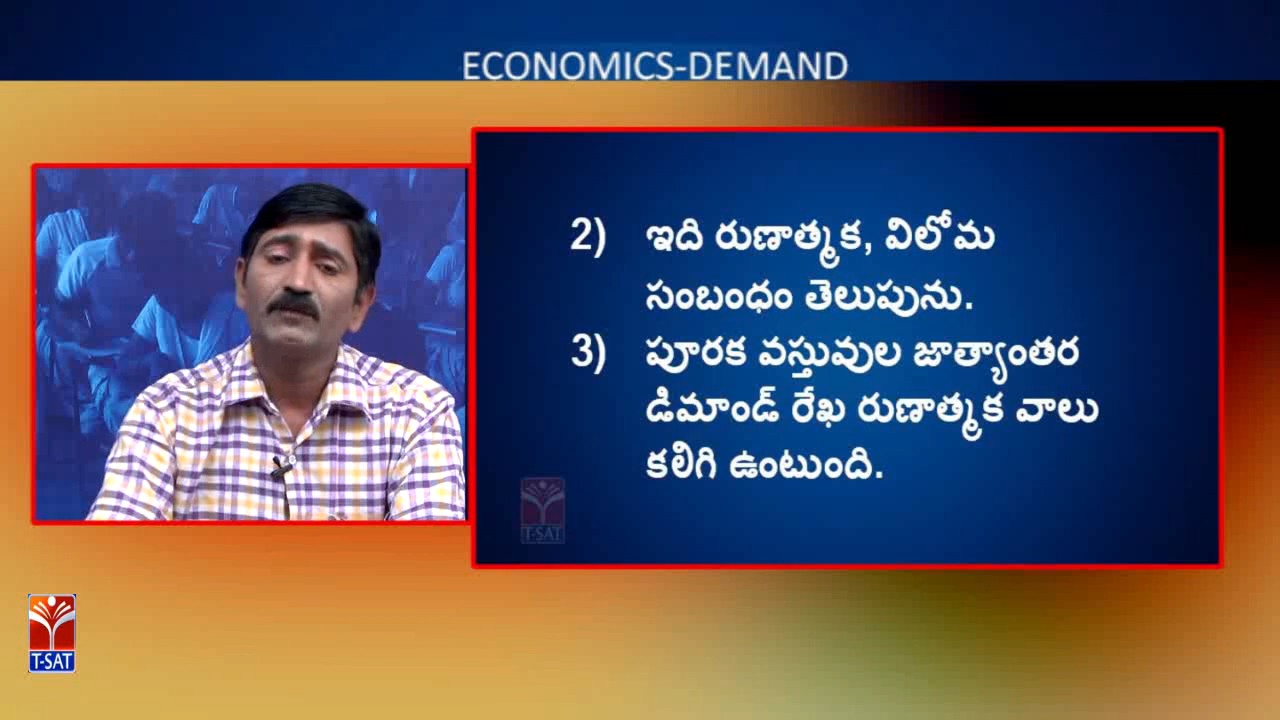 ECONOMICS-DEMAND
2) ఇది రుణాత్మక, విలోమ
సంబంధం తెలుపును.
3) పూరక వస్తువుల జాత్యాంతర
డిమాండ్ రేఖ రుణాత్మక వాలు
కలిగి ఉంటుంది.
T-SAT
T-SAT